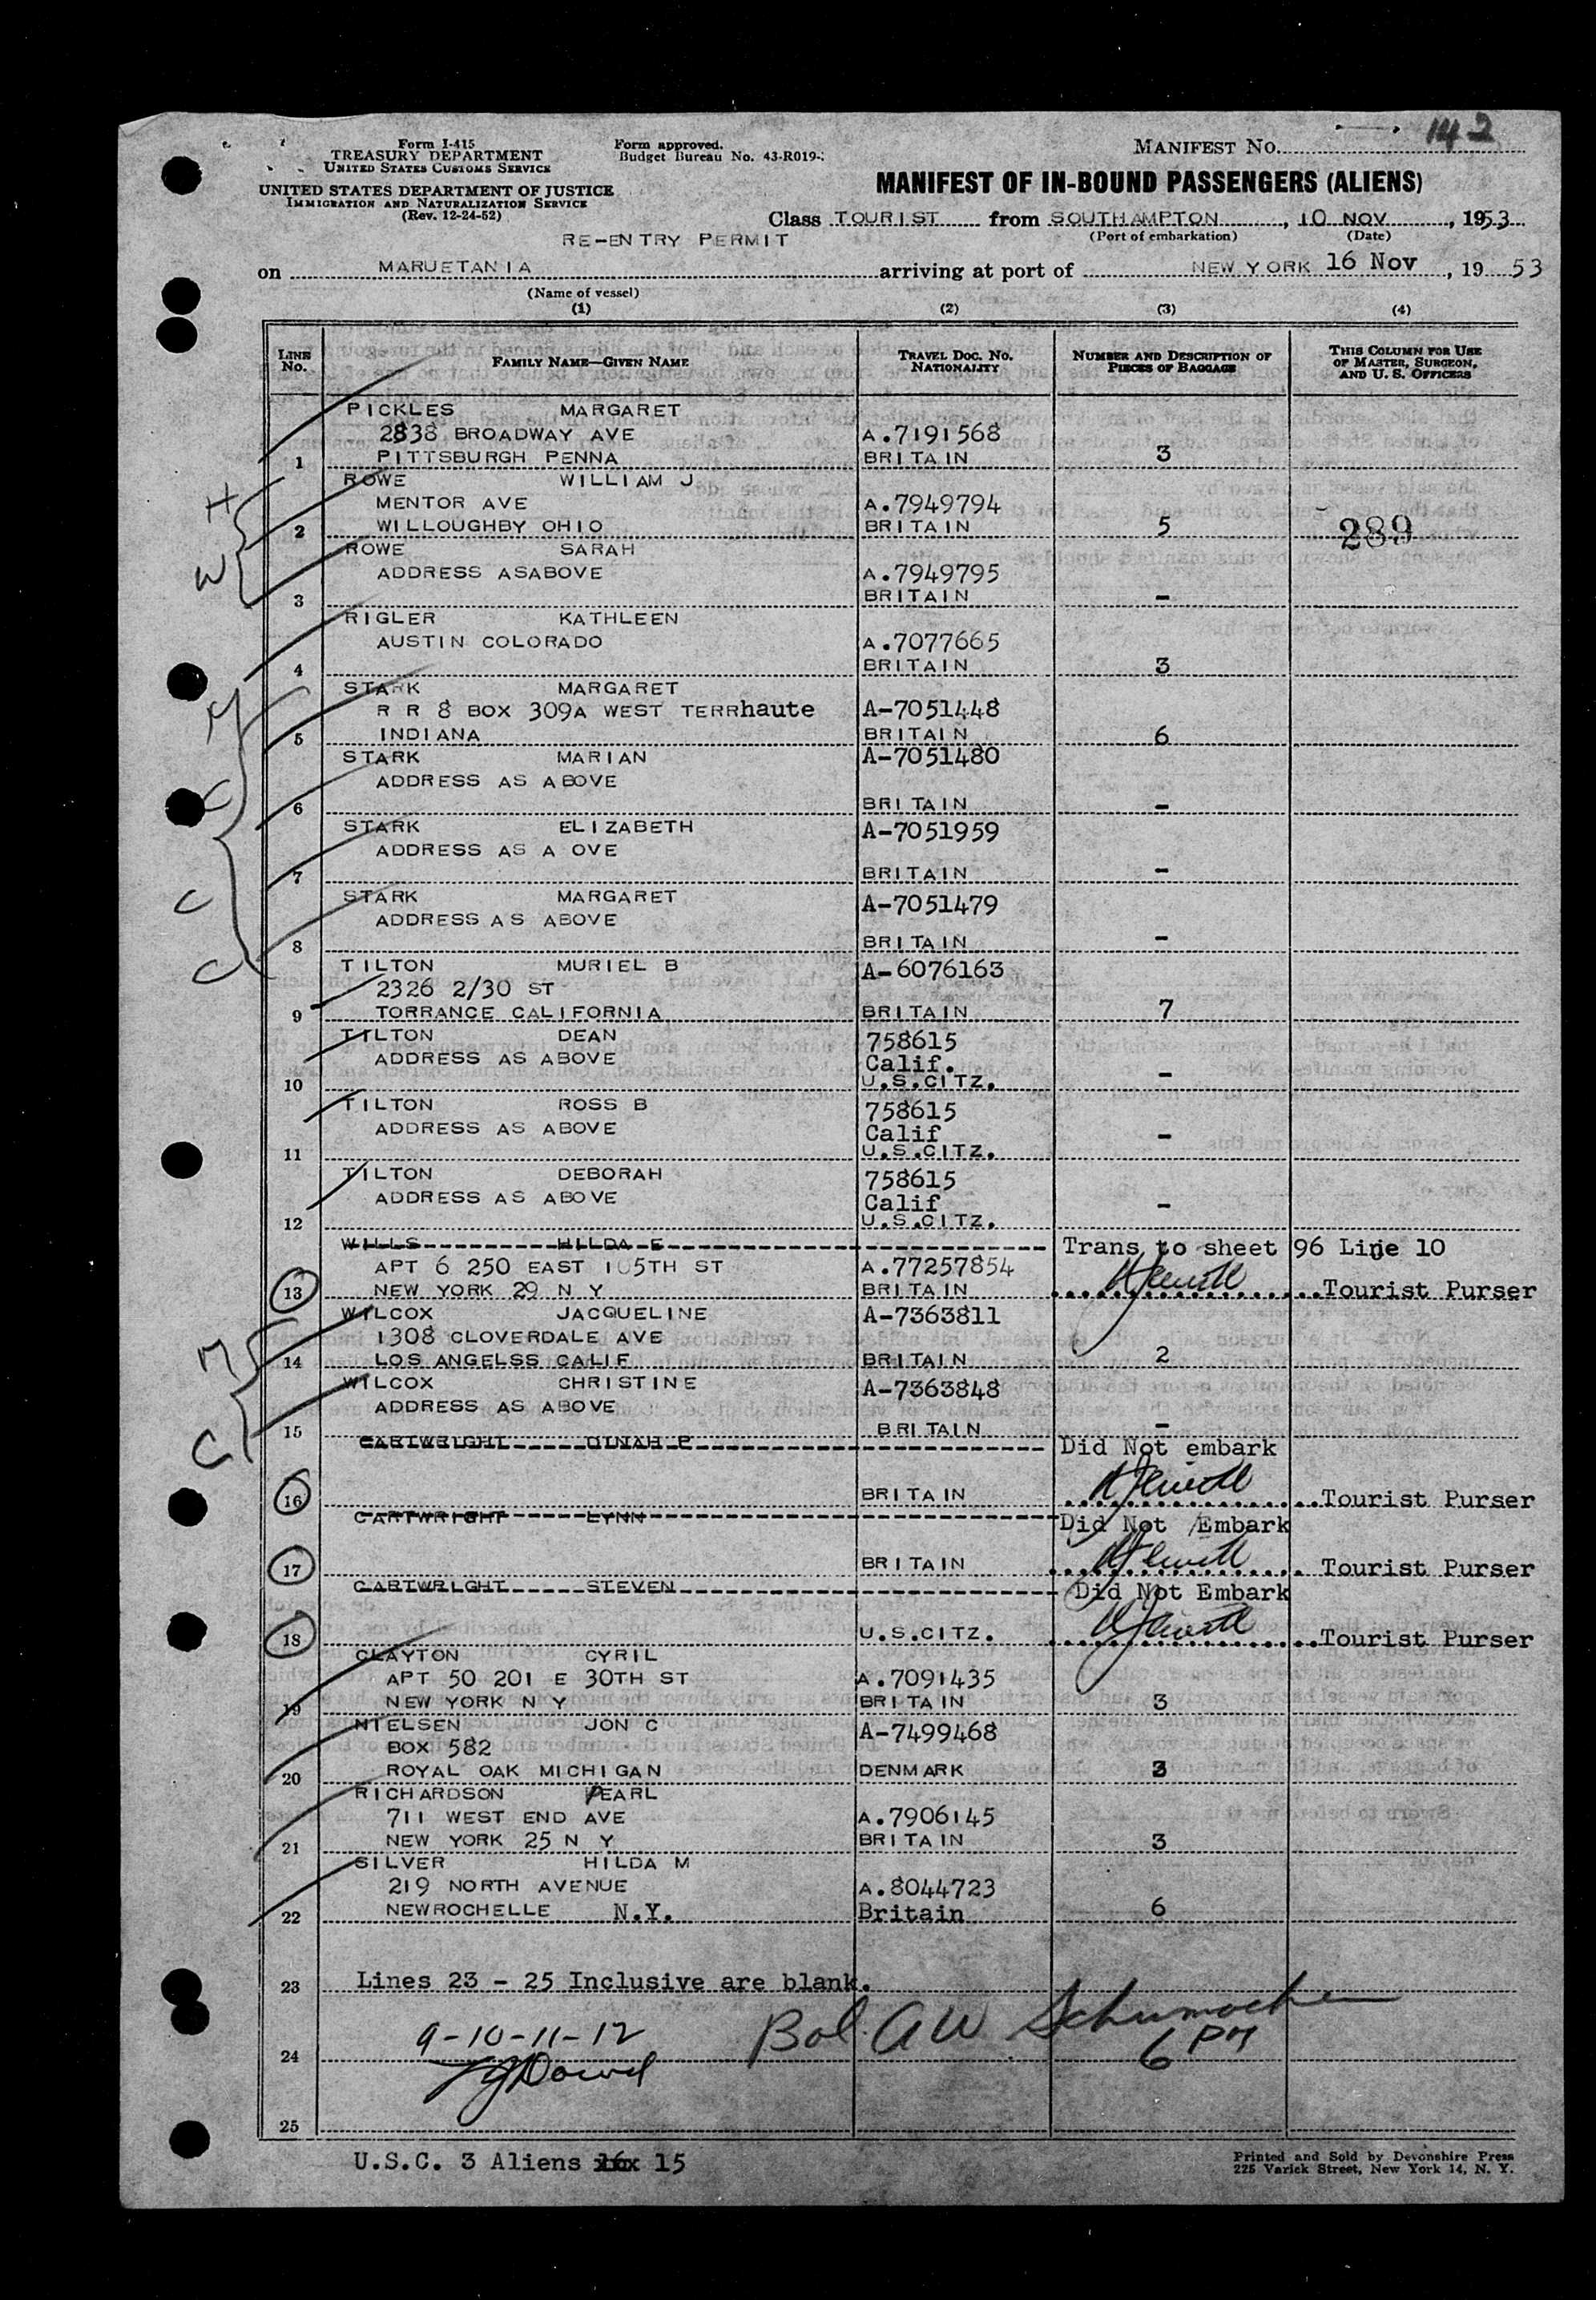 142
Form I-415
TREASURY DEPARTMENT
UNITED STATES CUSTOMS SERVICE
UNITED STATES DEPARTMENT OF JUSTICE
IMMIGRATION AND NATURALIZATION SERVICE
(Rev. 12-24-52)
Form approved.
Budget Bureau No. 43-R019-
MANIFEST NO.
MANIFEST OF IN-BOUND PASSENGERS (ALIENS)
Class TOURIST from SOUTHAMPTON, 10 NOV, 1953
(Port of embarkation) (Date)
RE-ENTRY PERMIT
on MARUETANIA arriving at port of NEW YORK 16 Nov, 19 53
(Name of vessel)
(1) (2) (3) (4)
LINE NO. FAMILY NAME—GIVEN NAME TRAVEL DOC. NO. NATIONALITY NUMBER AND DESCRIPTION OF PIECES OF BAGGAGE THIS COLUMN FOR USE OF MASTER, SURGEON, AND U. S. OFFICERS
PICKLES MARGARET
2838 BROADWAY AVE A.7191568
1 PITTSBURGH PENNA BRITAIN 3
ROWE WILLIAM J
H MENTOR AVE A.7949794
2 WILLOUGHBY OHIO BRITAIN 5 289
ROWE SARAH
W ADDRESS ASABOVE A.7949795
3 BRITAIN -
RIGLER KATHLEEN
AUSTIN COLORADO A.7077665
4 BRITAIN 3
STARK MARGARET
M R R 8 BOX 309A WEST TERRhaute A-7051448
5 INDIANA BRITAIN 6
STARK MARIAN A-7051480
ADDRESS AS ABOVE
C 6 BRITAIN -
STARK ELIZABETH A-7051959
ADDRESS AS A OVE
7 BRITAIN -
C STARK MARGARET A-7051479
ADDRESS AS ABOVE
8 BRITAIN -
C TILTON MURIEL B A-6076163
2326 2/30 ST
9 TORRANCE CALIFORNIA BRITAIN 7
TILTON DEAN 758615
ADDRESS AS ABOVE Calif.
10 U.S.CITZ. -
TILTON ROSS B 758615
ADDRESS AS ABOVE Calif
11 U.S.CITZ. -
TILTON DEBORAH 758615
ADDRESS AS ABOVE Calif
12 U.S.CITZ. -
WILLS HILDA E Trans to sheet 96 Line 10
APT 6 250 EAST 105TH ST A.77257854
13 NEW YORK 29 N Y BRITAIN Tourist Purser
WILCOX JACQUELINE A-7363811
1308 CLOVERDALE AVE
M 14 LOS ANGELSS CALIF BRITAIN 2
WILCOX CHRISTINE A-7363848
ADDRESS AS ABOVE
C 15 BRITAIN -
CARTWRIGHT DINAH P Did Not embark
16 BRITAIN Tourist Purser
CARTWRIGHT LYNN Did Not Embark
17 BRITAIN Tourist Purser
CARTWRIGHT STEVEN Did Not Embark
18 U.S.CITZ. Tourist Purser
CLAYTON CYRIL
APT 50 201 E 30TH ST A.7091435
19 NEW YORK N Y BRITAIN 3
NIELSEN JON C A-7499468
BOX 582
20 ROYAL OAK MICHIGAN DENMARK 3
RICHARDSON PEARL
711 WEST END AVE A.7906145
21 NEW YORK 25 N Y BRITAIN 3
SILVER HILDA M
219 NORTH AVENUE A.8044723
22 NEWROCHELLE N.Y. Britain 6
23 Lines 23 - 25 Inclusive are blank.
9-10-11-12 Bal. A W Schumacher
24 6 PM
25
U.S.C. 3 Aliens 16x 15
Printed and Sold by Devonshire Press
225 Varick Street, New York 14, N. Y.